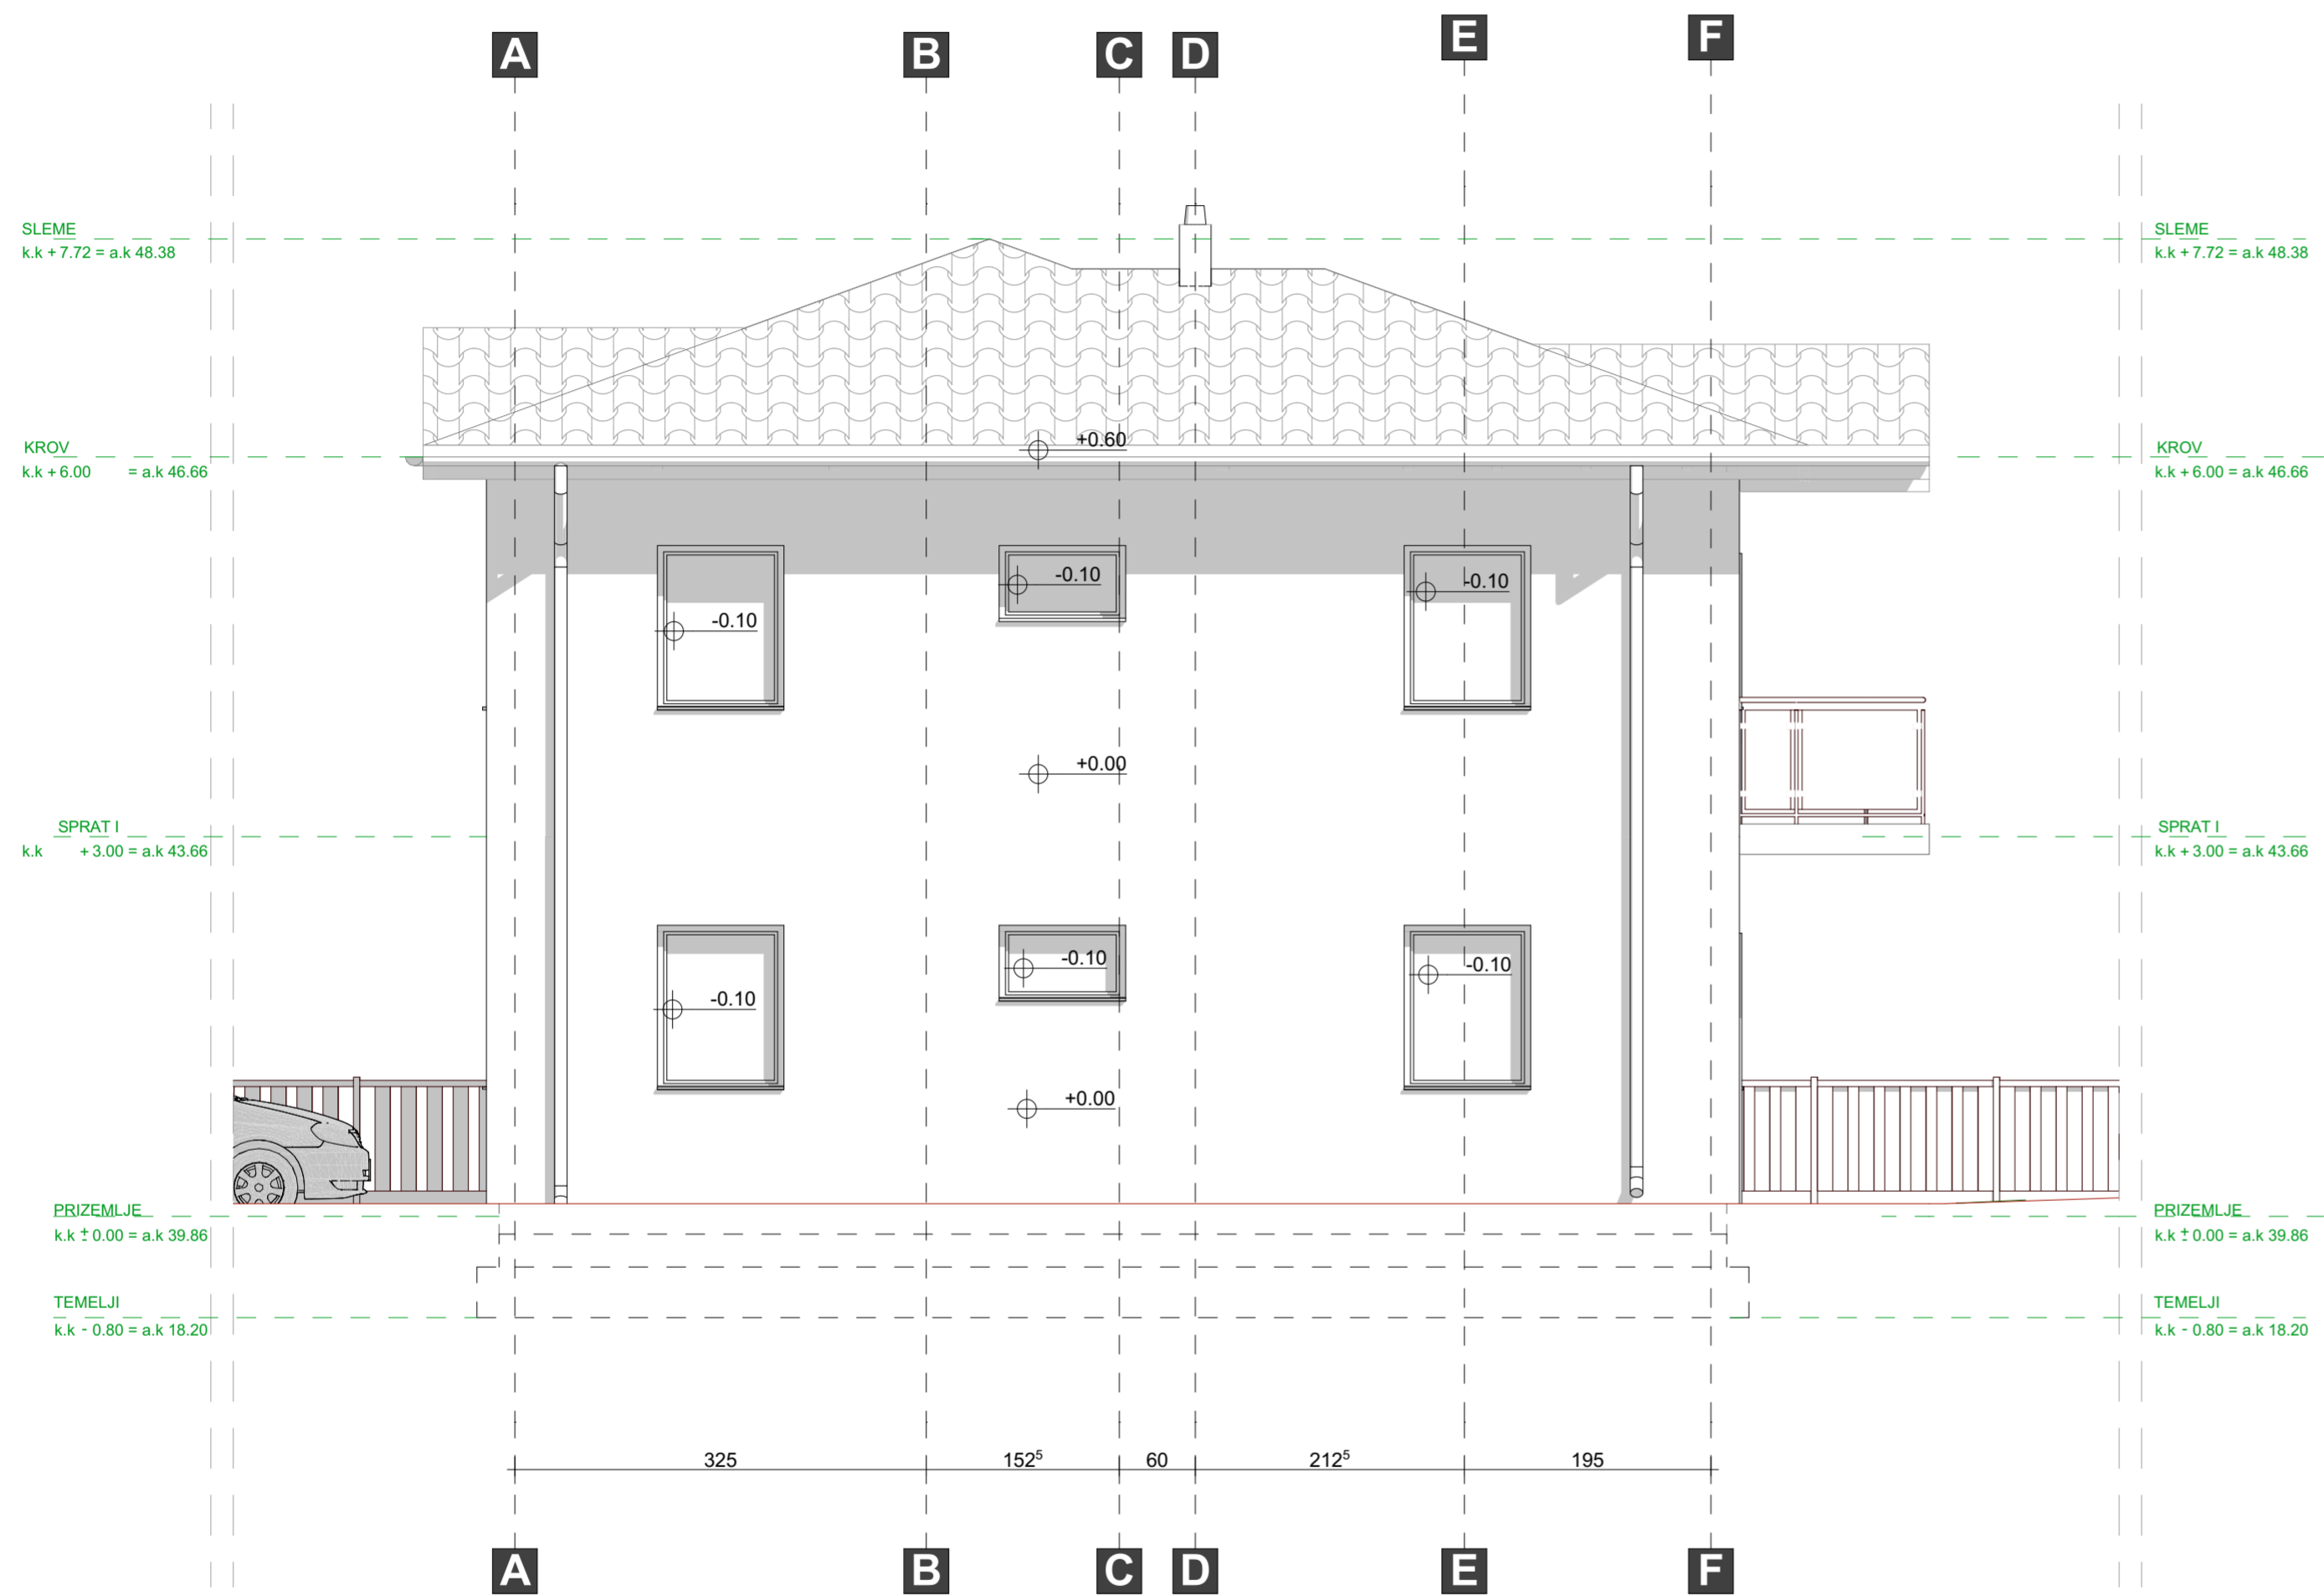 A B C D E F
SLEME SLEME
k.k + 7.72 = a.k 48.38 k.k + 7.72 = a.k 48.38
+0.60
KROV KROV
k.k + 6.00 = a.k 46.66 k.k + 6.00 = a.k 46.66
-0.10 -0.10
-0.10
+0.00
SPRAT I SPRAT I
k.k + 3.00 = a.k 43.66 k.k + 3.00 = a.k 43.66
-0.10 -0.10
-0.10
+0.00
PRIZEMLJE PRIZEMLJE
k.k ± 0.00 = a.k 39.86 k.k ± 0.00 = a.k 39.86
TEMELJI TEMELJI
k.k - 0.80 = a.k 18.20 k.k - 0.80 = a.k 18.20
325 152⁵ 60 212⁵ 195
A B C D E F